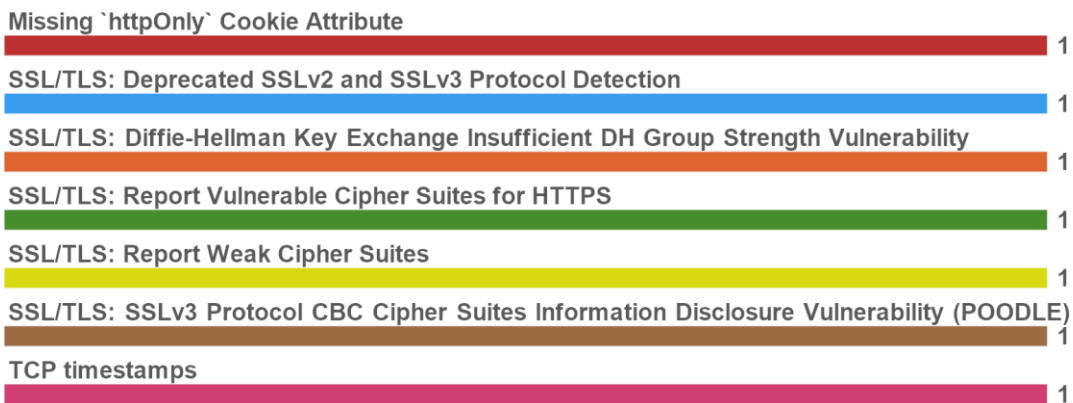 Missing `httpOnly` Cookie Attribute
1
SSL/TLS: Deprecated SSLv2 and SSLv3 Protocol Detection
1
SSL/TLS: Diffie-Hellman Key Exchange Insufficient DH Group Strength Vulnerability
1
SSL/TLS: Report Vulnerable Cipher Suites for HTTPS
1
SSL/TLS: Report Weak Cipher Suites
1
SSL/TLS: SSLv3 Protocol CBC Cipher Suites Information Disclosure Vulnerability (POODLE)
1
TCP timestamps
1